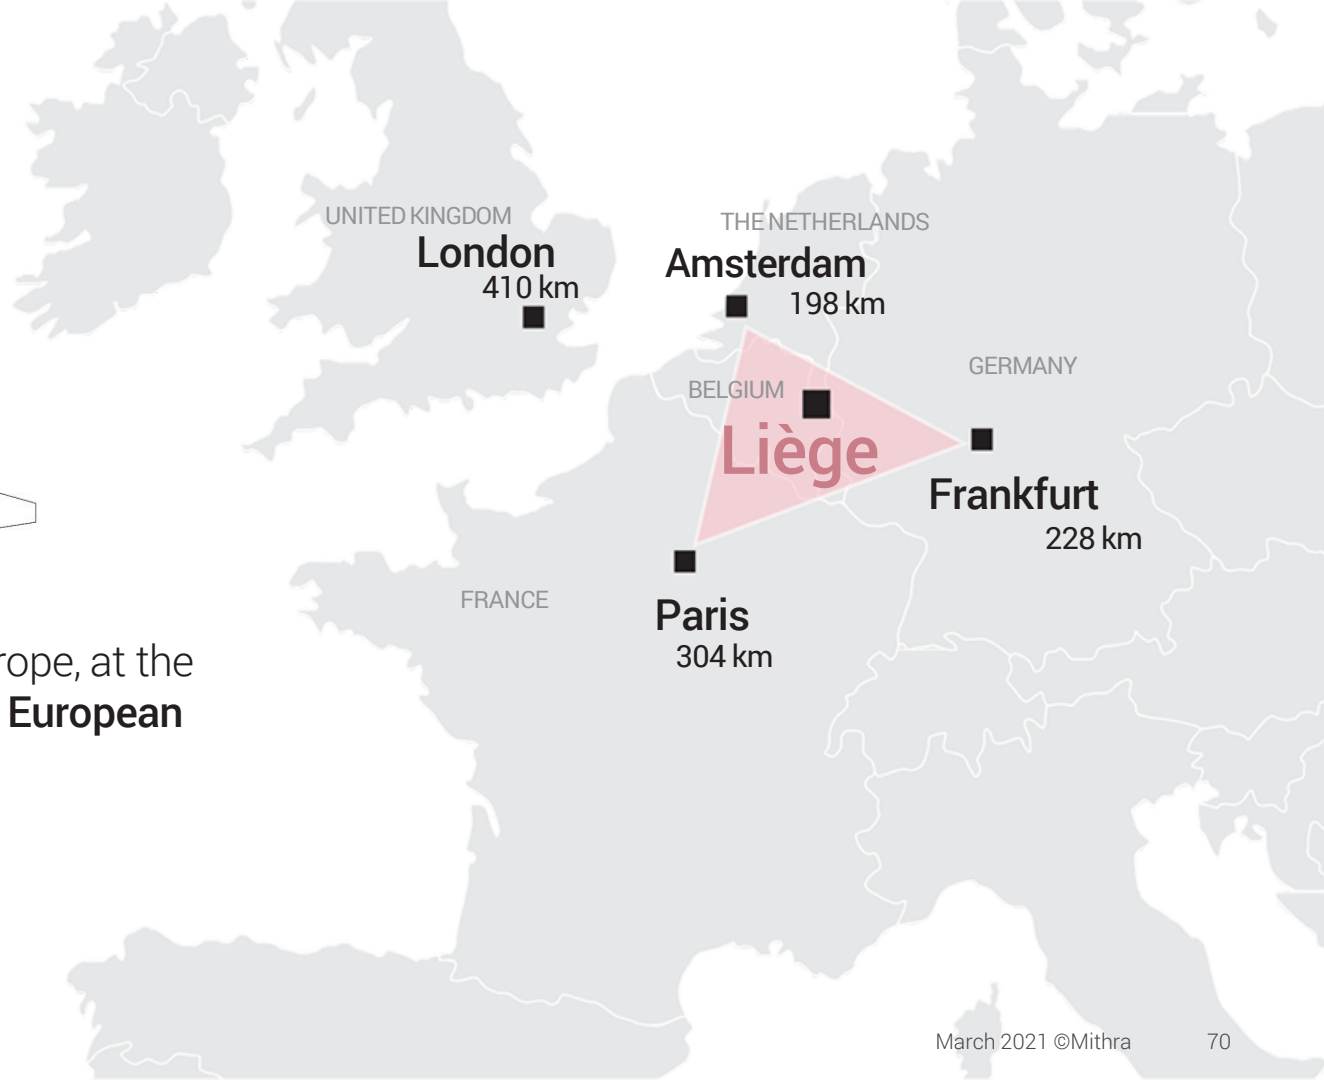 UNITED KINGDOM
London
410 km
THE NETHERLANDS
Amsterdam
198 km
GERMANY
BELGIUM
Liège
Frankfurt
228 km
FRANCE
Paris
304 km
rope, at the
European
March 2021 ©Mithra 70